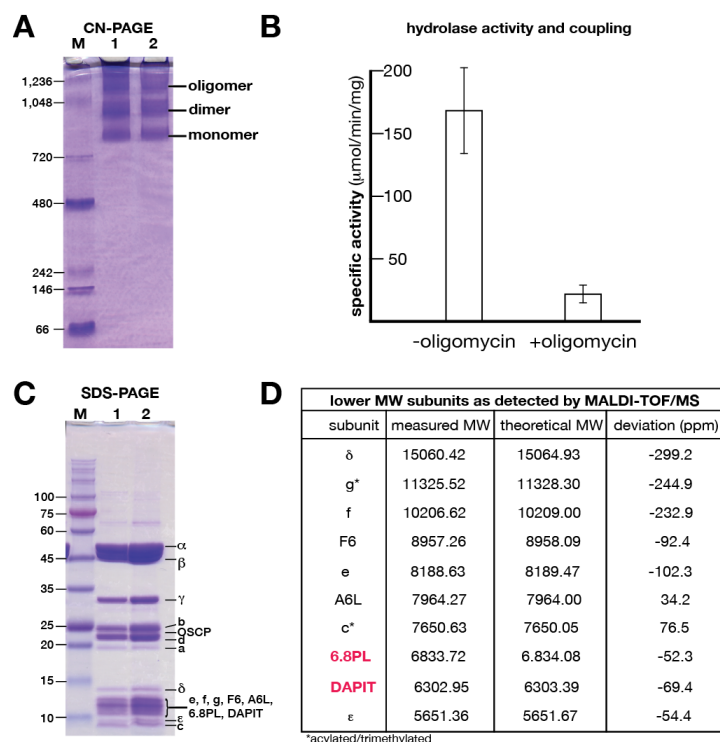 A
CN-PAGE
M 1 2
1,236
1,048
720
480
242
146
66
oligomer
dimer
monomer
B
hydrolase activity and coupling
specific activity (μmol/min/mg)
200
150
100
50
-oligomycin +oligomycin
C
SDS-PAGE
M 1 2
100
75
60
45
35
25
20
15
10
α
β
γ
b
OSCP
d
a
δ
e, f, g, F6, A6L,
6.8PL, DAPIT
ε
c
D
lower MW subunits as detected by MALDI-TOF/MS
subunit measured MW theoretical MW deviation (ppm)
δ 15060.42 15064.93 -299.2
g* 11325.52 11328.30 -244.9
f 10206.62 10209.00 -232.9
F6 8957.26 8958.09 -92.4
e 8188.63 8189.47 -102.3
A6L 7964.27 7964.00 34.2
c* 7650.63 7650.05 76.5
6.8PL 6833.72 6.834.08 -52.3
DAPIT 6302.95 6303.39 -69.4
ε 5651.36 5651.67 -54.4
*acylated/trimethylated